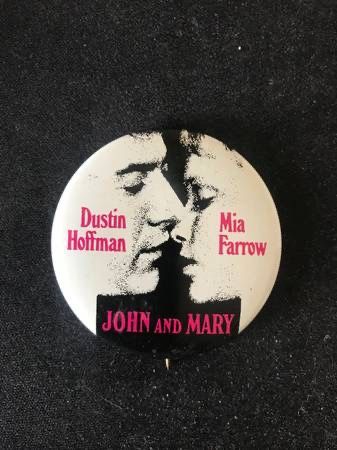 Dustin
Hoffman
Mia
Farrow
JOHN AND MARY